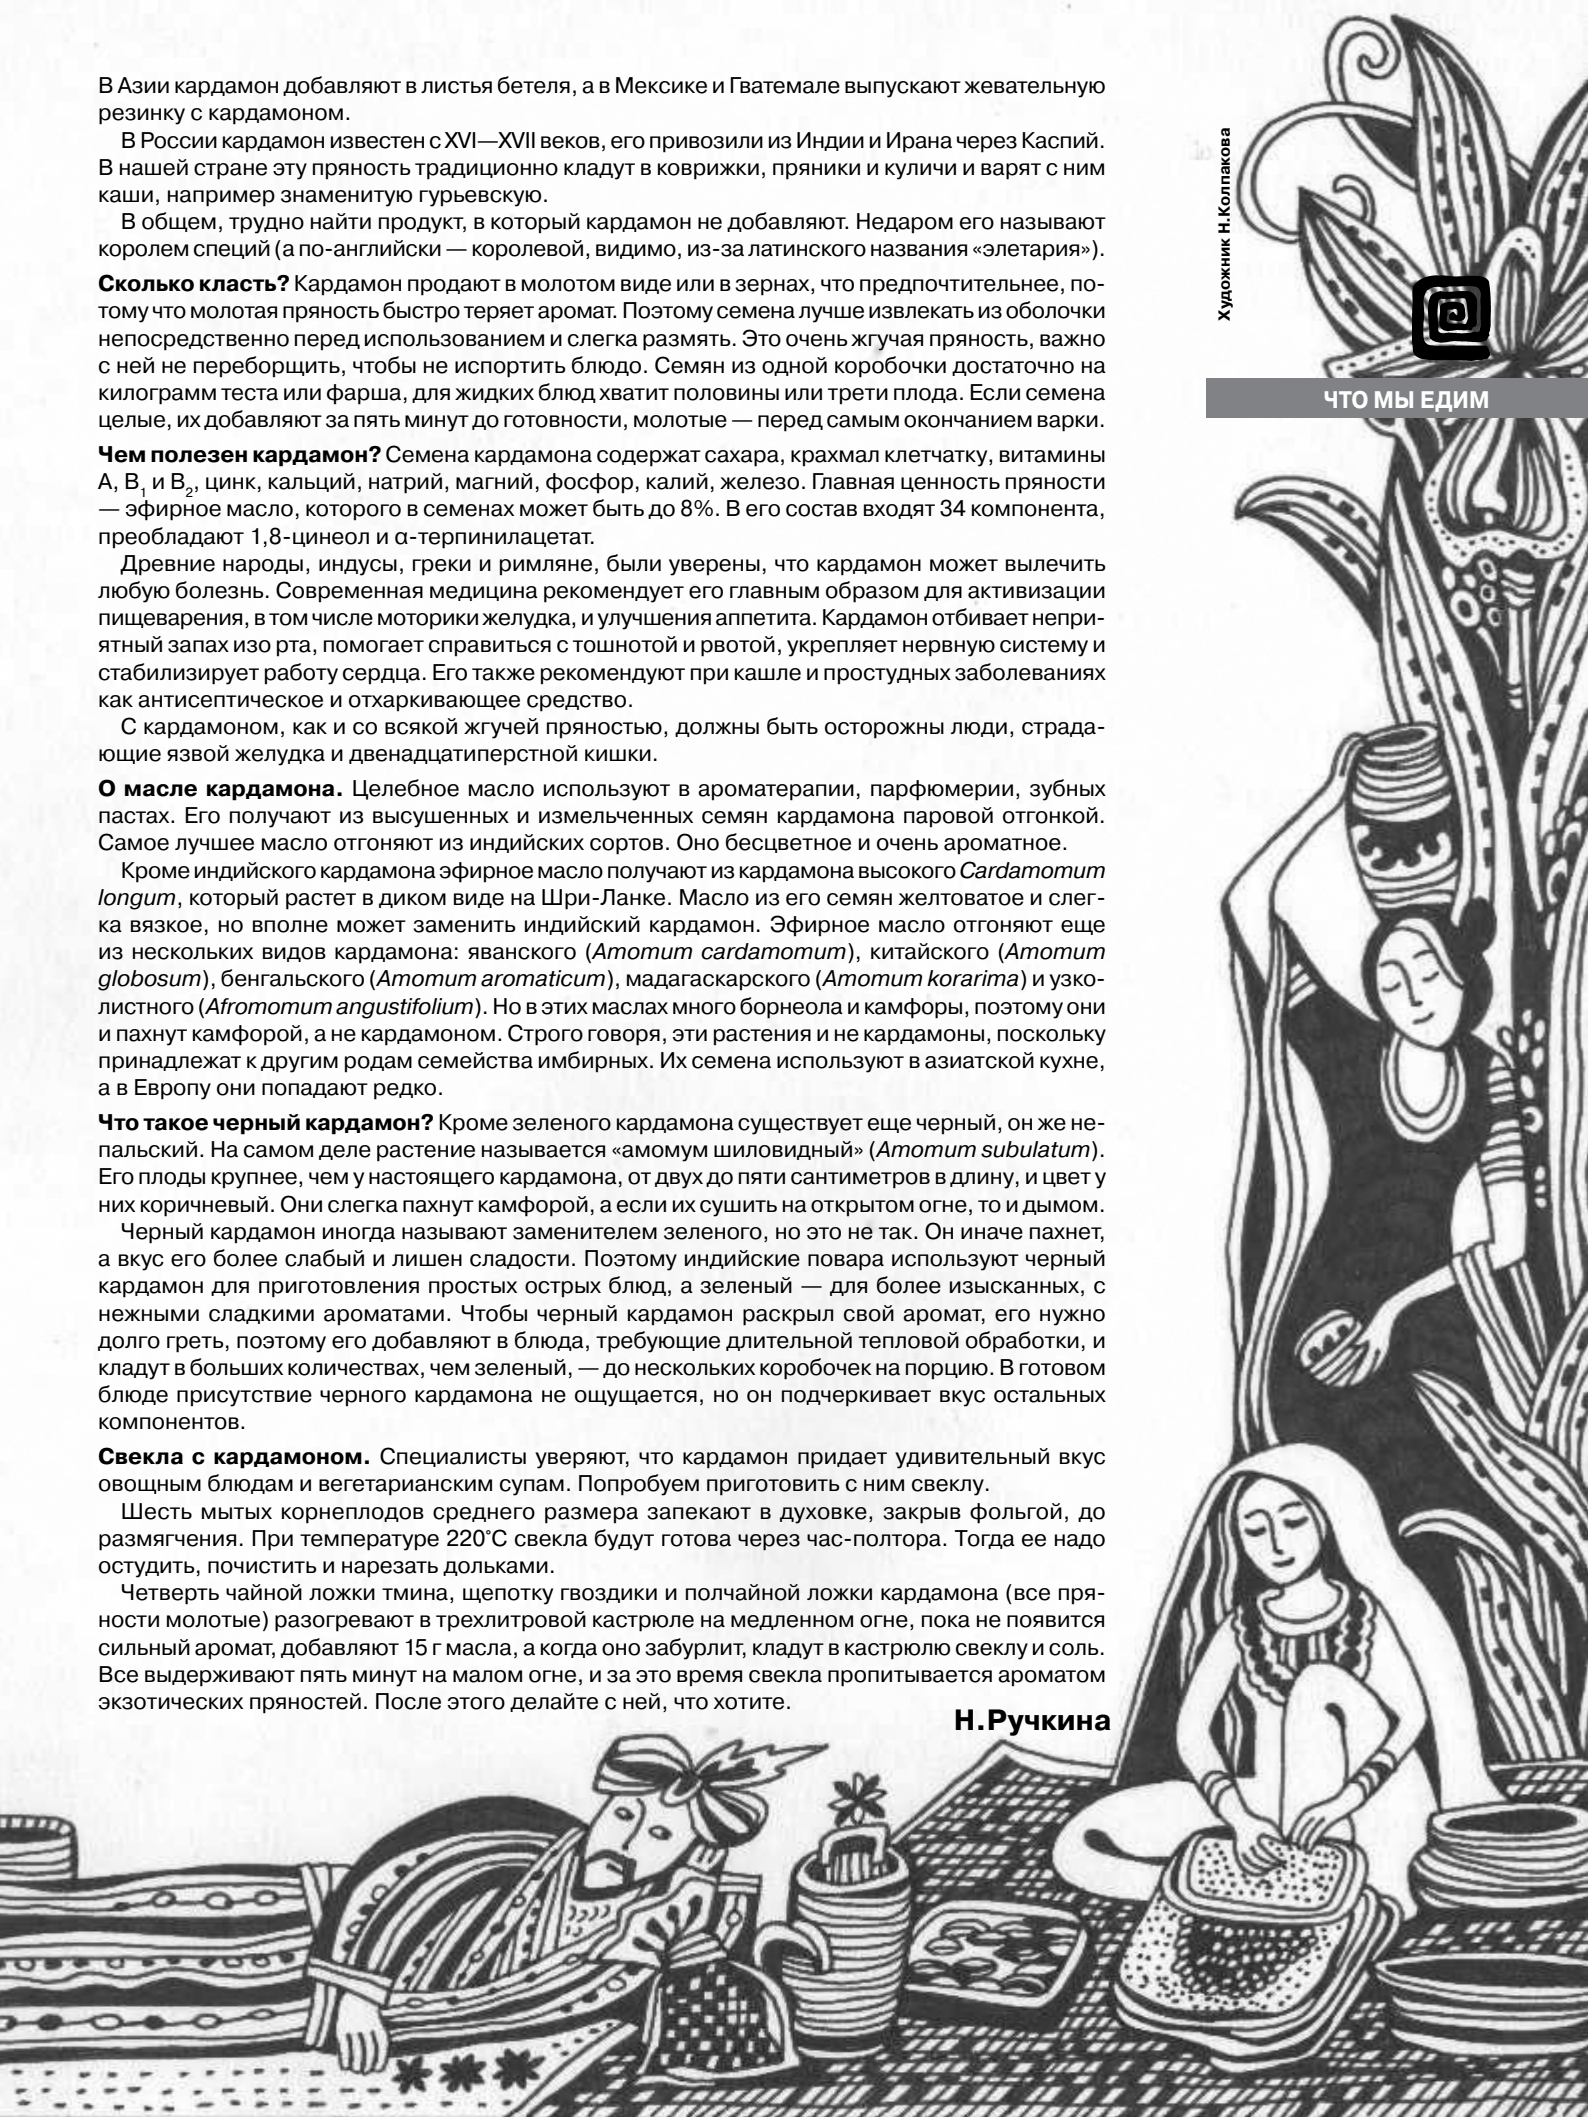 В Азии кардамон добавляют в листья бетеля, а в Мексике и Гватемале выпускают жевательную
резинку с кардамоном.
В России кардамон известен с XVI—XVII веков, его привозили из Индии и Ирана через Каспий.
В нашей стране эту пряность традиционно кладут в коврижки, пряники и куличи и варят с ним
каши, например знаменитую гурьевскую.
В общем, трудно найти продукт, в который кардамон не добавляют. Недаром его называют
королем специй (а по-английски — королевой, видимо, из-за латинского названия «элетария»).
Сколько класть? Кардамон продают в молотом виде или в зернах, что предпочтительнее, по-
тому что молотая пряность быстро теряет аромат. Поэтому семена лучше извлекать из оболочки
непосредственно перед использованием и слегка размять. Это очень жгучая пряность, важно
с ней не переборщить, чтобы не испортить блюдо. Семян из одной коробочки достаточно на
килограмм теста или фарша, для жидких блюд хватит половины или трети плода. Если семена
целые, их добавляют за пять минут до готовности, молотые — перед самым окончанием варки.
Чем полезен кардамон? Семена кардамона содержат сахара, крахмал клетчатку, витамины
А, В₁ и В₂, цинк, кальций, натрий, магний, фосфор, калий, железо. Главная ценность пряности
— эфирное масло, которого в семенах может быть до 8%. В его состав входят 34 компонента,
преобладают 1,8-цинеол и α-терпинилацетат.
Древние народы, индусы, греки и римляне, были уверены, что кардамон может вылечить
любую болезнь. Современная медицина рекомендует его главным образом для активизации
пищеварения, в том числе моторики желудка, и улучшения аппетита. Кардамон отбивает непри-
ятный запах изо рта, помогает справиться с тошнотой и рвотой, укрепляет нервную систему и
стабилизирует работу сердца. Его также рекомендуют при кашле и простудных заболеваниях
как антисептическое и отхаркивающее средство.
С кардамоном, как и со всякой жгучей пряностью, должны быть осторожны люди, страда-
ющие язвой желудка и двенадцатиперстной кишки.
О масле кардамона. Целебное масло используют в ароматерапии, парфюмерии, зубных
пастах. Его получают из высушенных и измельченных семян кардамона паровой отгонкой.
Самое лучшее масло отгоняют из индийских сортов. Оно бесцветное и очень ароматное.
Кроме индийского кардамона эфирное масло получают из кардамона высокого Cardamomum
longum, который растет в диком виде на Шри-Ланке. Масло из его семян желтоватое и слег-
ка вязкое, но вполне может заменить индийский кардамон. Эфирное масло отгоняют еще
из нескольких видов кардамона: яванского (Amomum cardamomum), китайского (Amomum
globosum), бенгальского (Amomum aromaticum), мадагаскарского (Amomum korarima) и узко-
листного (Afromomum angustifolium). Но в этих маслах много борнеола и камфоры, поэтому они
и пахнут камфорой, а не кардамоном. Строго говоря, эти растения и не кардамоны, поскольку
принадлежат к другим родам семейства имбирных. Их семена используют в азиатской кухне,
а в Европу они попадают редко.
Что такое черный кардамон? Кроме зеленого кардамона существует еще черный, он же не-
пальский. На самом деле растение называется «амомум шиловидный» (Amomum subulatum).
Его плоды крупнее, чем у настоящего кардамона, от двух до пяти сантиметров в длину, и цвет у
них коричневый. Они слегка пахнут камфорой, а если их сушить на открытом огне, то и дымом.
Черный кардамон иногда называют заменителем зеленого, но это не так. Он иначе пахнет,
а вкус его более слабый и лишен сладости. Поэтому индийские повара используют черный
кардамон для приготовления простых острых блюд, а зеленый — для более изысканных, с
нежными сладкими ароматами. Чтобы черный кардамон раскрыл свой аромат, его нужно
долго греть, поэтому его добавляют в блюда, требующие длительной тепловой обработки, и
кладут в больших количествах, чем зеленый, — до нескольких коробочек на порцию. В готовом
блюде присутствие черного кардамона не ощущается, но он подчеркивает вкус остальных
компонентов.
Свекла с кардамоном. Специалисты уверяют, что кардамон придает удивительный вкус
овощным блюдам и вегетарианским супам. Попробуем приготовить с ним свеклу.
Шесть мытых корнеплодов среднего размера запекают в духовке, закрыв фольгой, до
размягчения. При температуре 220°С свекла будут готова через час-полтора. Тогда ее надо
остудить, почистить и нарезать дольками.
Четверть чайной ложки тмина, щепотку гвоздики и полчайной ложки кардамона (все пря-
ности молотые) разогревают в трехлитровой кастрюле на медленном огне, пока не появится
сильный аромат, добавляют 15 г масла, а когда оно забурлит, кладут в кастрюлю свеклу и соль.
Все выдерживают пять минут на малом огне, и за это время свекла пропитывается ароматом
экзотических пряностей. После этого делайте с ней, что хотите.
Н.Ручкина
Художник Н.Колпакова
ЧТО МЫ ЕДИМ